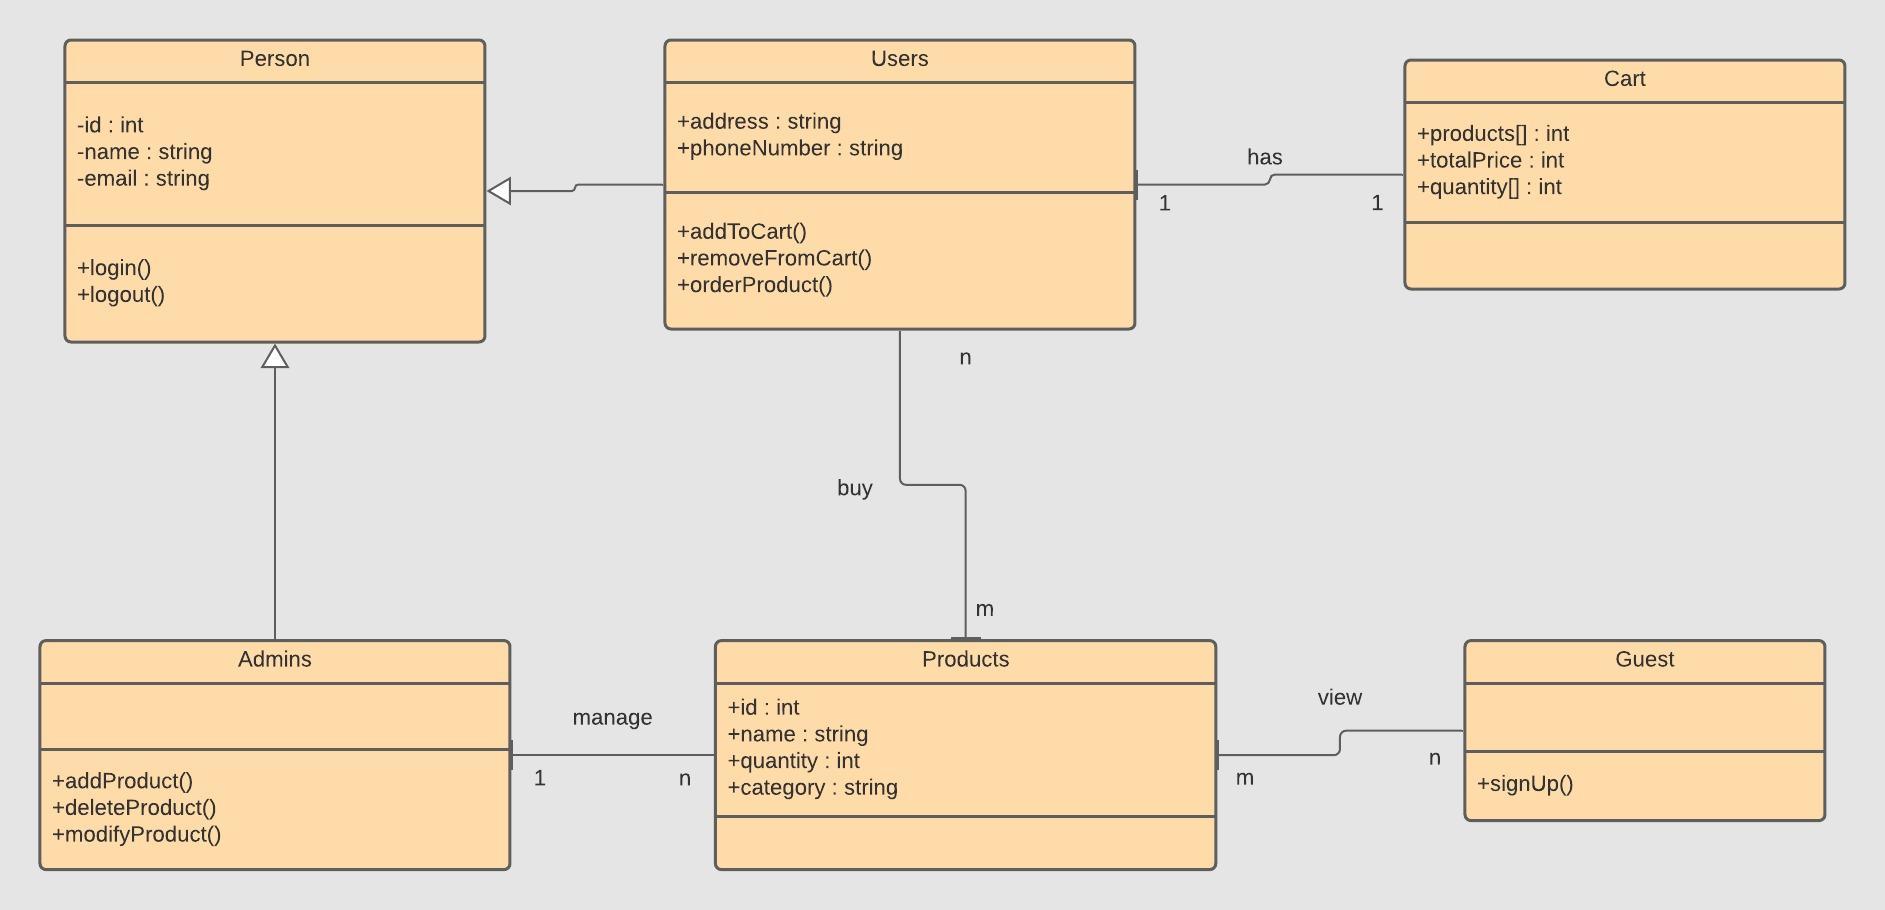 Person
-id : int
-name : string
-email : string
+login()
+logout()
Users
+address : string
+phoneNumber : string
+addToCart()
+removeFromCart()
+orderProduct()
has
1
1
Cart
+products[] : int
+totalPrice : int
+quantity[] : int
n
buy
m
Admins
+addProduct()
+deleteProduct()
+modifyProduct()
manage
1
n
Products
+id : int
+name : string
+quantity : int
+category : string
view
m
n
Guest
+signUp()